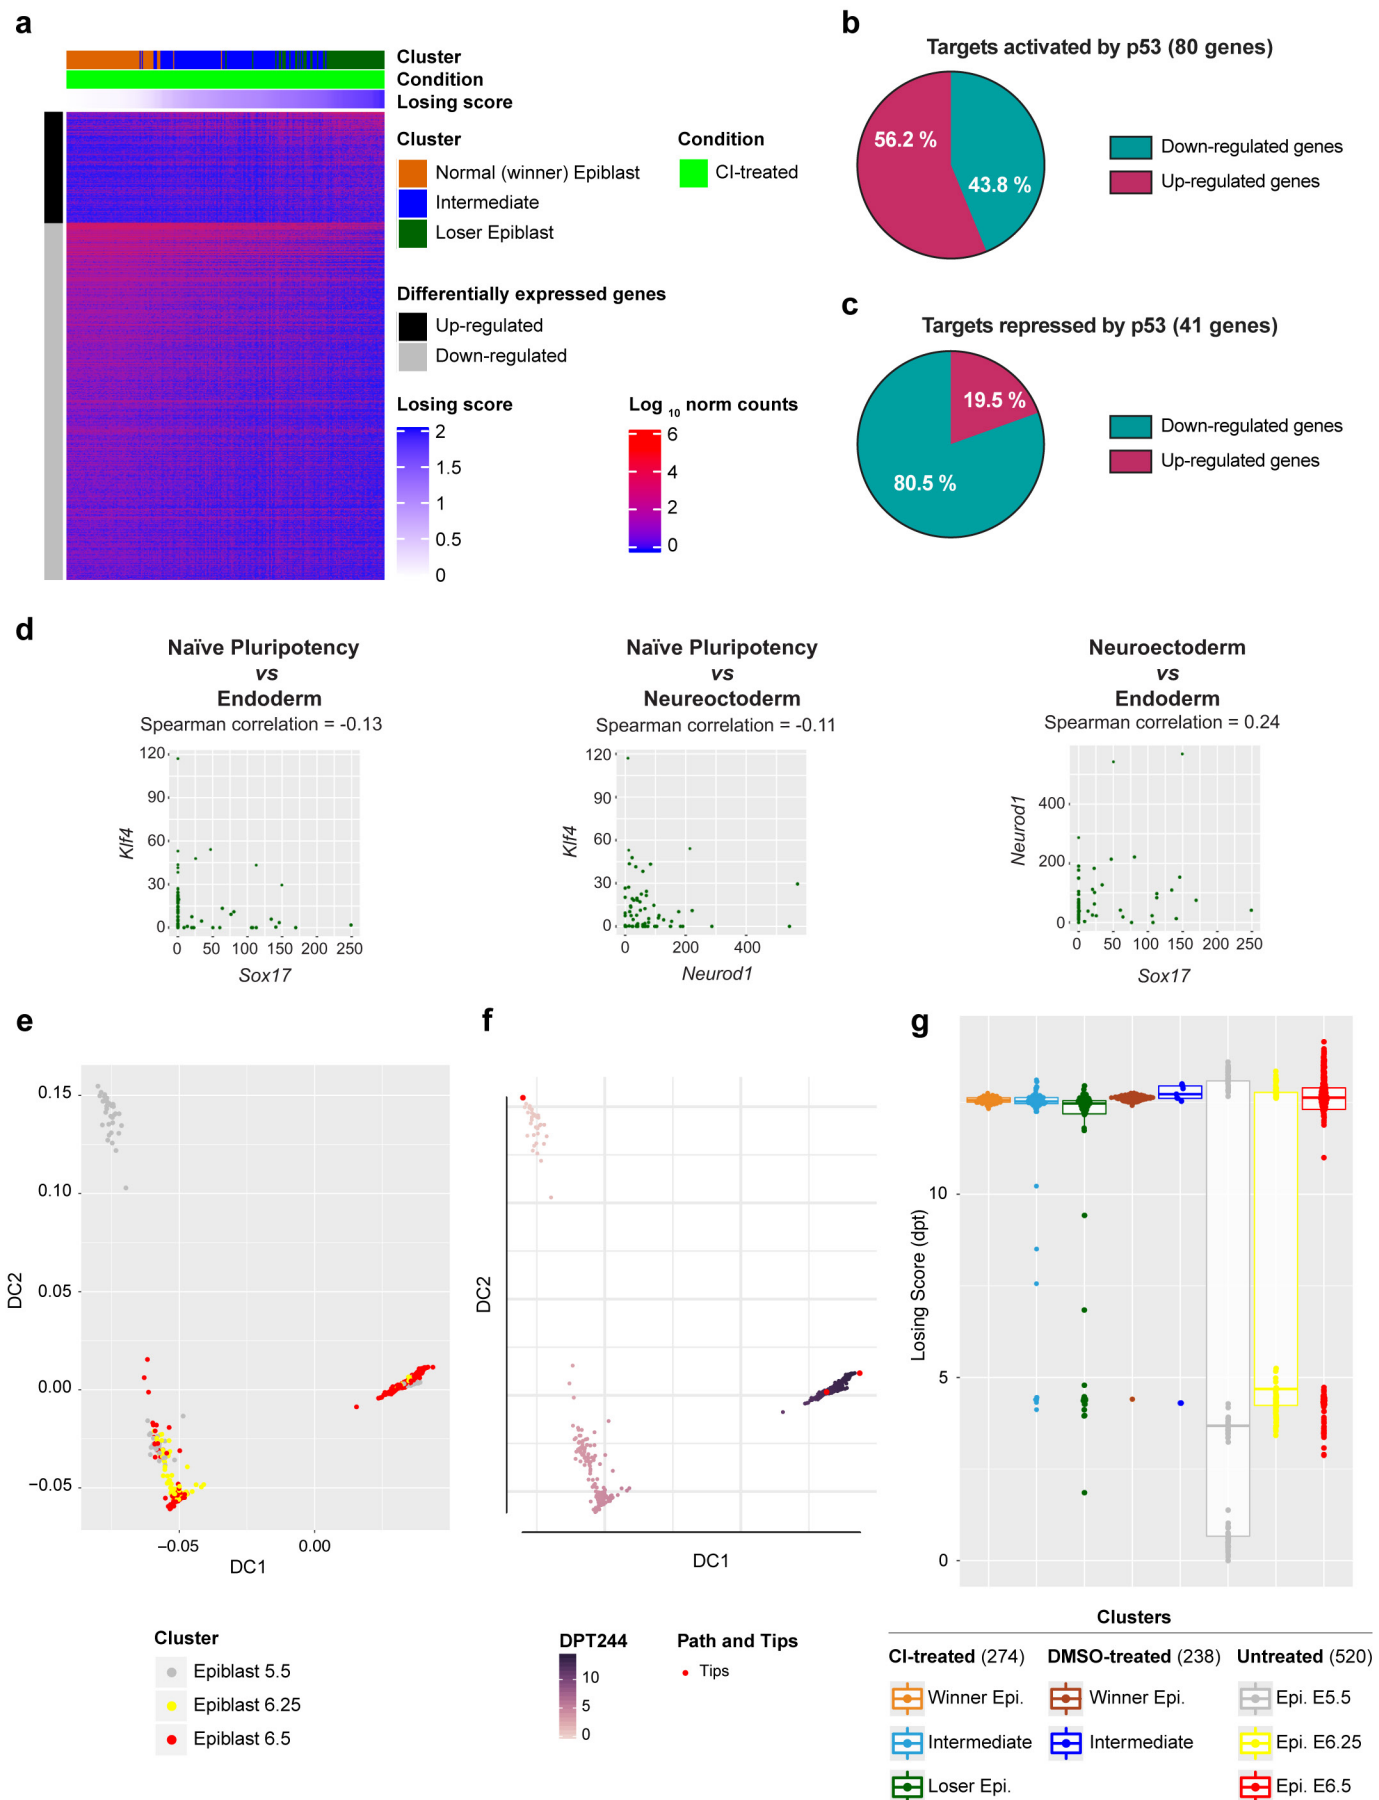 a
Cluster
Condition
Losing score
Cluster
Normal (winner) Epiblast
Intermediate
Loser Epiblast
Condition
CI-treated
Differentially expressed genes
Up-regulated
Down-regulated
Losing score
2
1.5
1
0.5
0
Log 10 norm counts
6
4
2
0
b
Targets activated by p53 (80 genes)
56.2 %
43.8 %
Down-regulated genes
Up-regulated genes
c
Targets repressed by p53 (41 genes)
19.5 %
80.5 %
Down-regulated genes
Up-regulated genes
d
Naïve Pluripotency
vs
Endoderm
Spearman correlation = -0.13
120
90
60
30
0
Klf4
0 50 100 150 200 250
Sox17
Naïve Pluripotency
vs
Neureoctoderm
Spearman correlation = -0.11
120
90
60
30
0
Klf4
0 200 400
Neurod1
Neuroectoderm
vs
Endoderm
Spearman correlation = 0.24
400
200
0
Neurod1
0 50 100 150 200 250
Sox17
e
0.15
0.10
0.05
0.00
−0.05
DC2
−0.05 0.00
DC1
Cluster
Epiblast 5.5
Epiblast 6.25
Epiblast 6.5
f
DC2
DC1
DPT244
10
5
0
Path and Tips
Tips
g
Losing Score (dpt)
10
5
0
Clusters
CI-treated (274) DMSO-treated (238) Untreated (520)
Winner Epi. Winner Epi. Epi. E5.5
Intermediate Intermediate Epi. E6.25
Loser Epi. Epi. E6.5